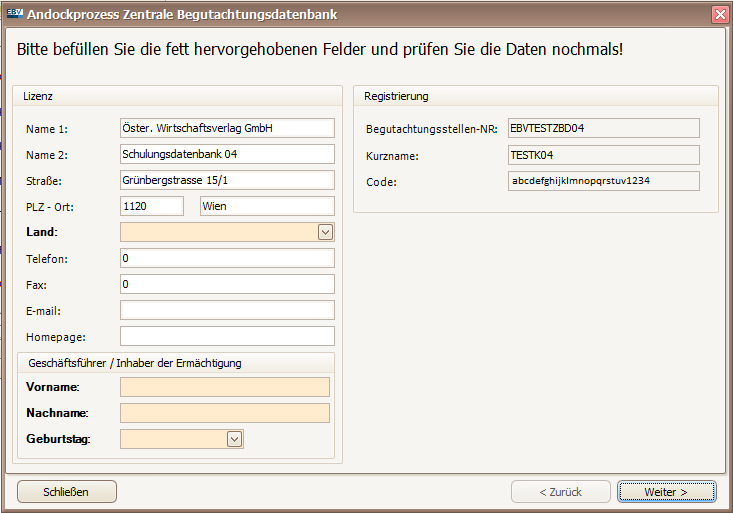 EBV Andockprozess Zentrale Begutachtungsdatenbank
Bitte befüllen Sie die fett hervorgehobenen Felder und prüfen Sie die Daten nochmals!
Lizenz
Name 1: Öster. Wirtschaftsverlag GmbH
Name 2: Schulungsdatenbank 04
Straße: Grünbergstrasse 15/1
PLZ - Ort: 1120 Wien
Land:
Telefon: 0
Fax: 0
E-mail:
Homepage:
Geschäftsführer / Inhaber der Ermächtigung
Vorname:
Nachname:
Geburtstag:
Registrierung
Begutachtungsstellen-NR: EBVTESTZBD04
Kurzname: TESTK04
Code: abcdefghijklmnopqrstuv1234
Schließen
< Zurück
Weiter >